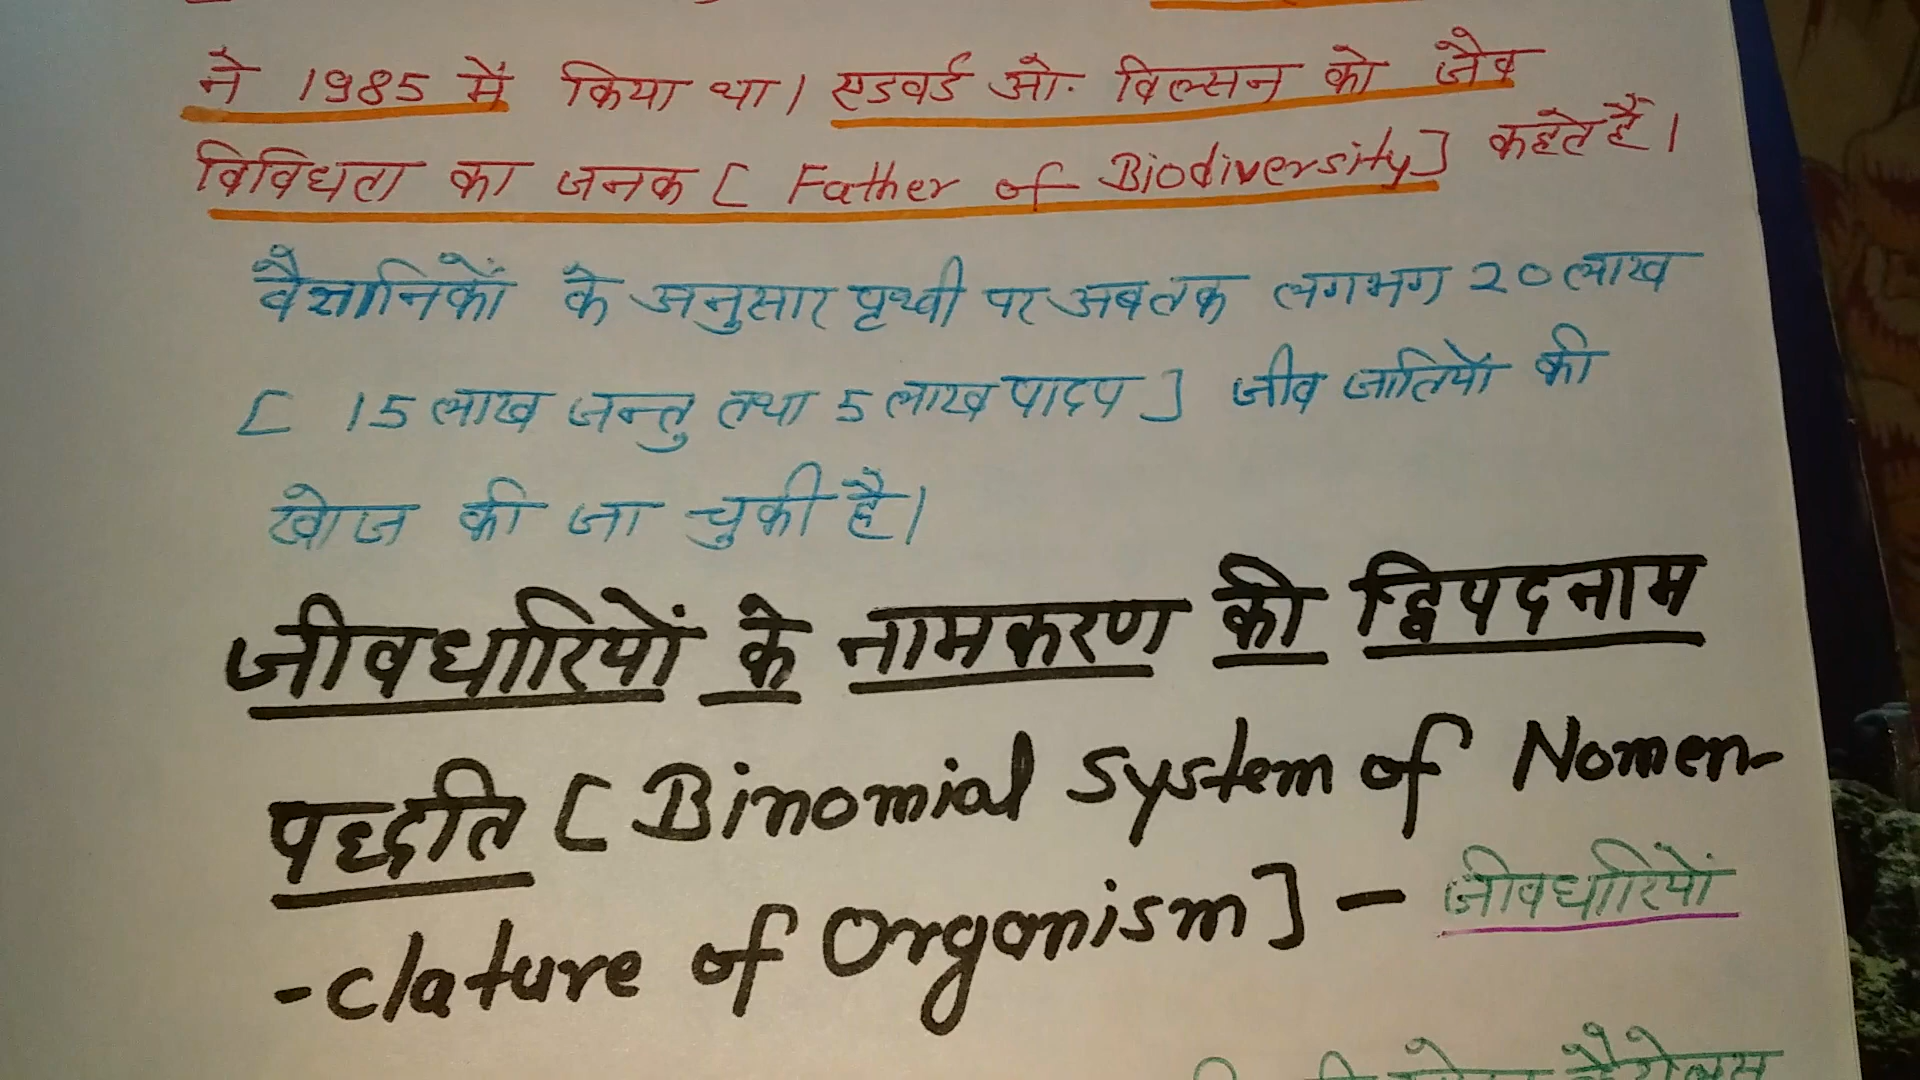 ने 1985 में किया था। एडवर्ड ओ. विल्सन को जैव
विविधता का जनक [ Father of Biodiversity] कहते हैं।
वैज्ञानिकों के अनुसार पृथ्वी पर अबतक लगभग 20 लाख
[ 15 लाख जन्तु तथा 5 लाख पादप ] जीव जातियों की
खोज की जा चुकी है।
जीवधारियों के नामकरण की द्विपदनाम
पद्धति [ Binomial System of Nomen-
-clature of Organism] - जीवधारियों